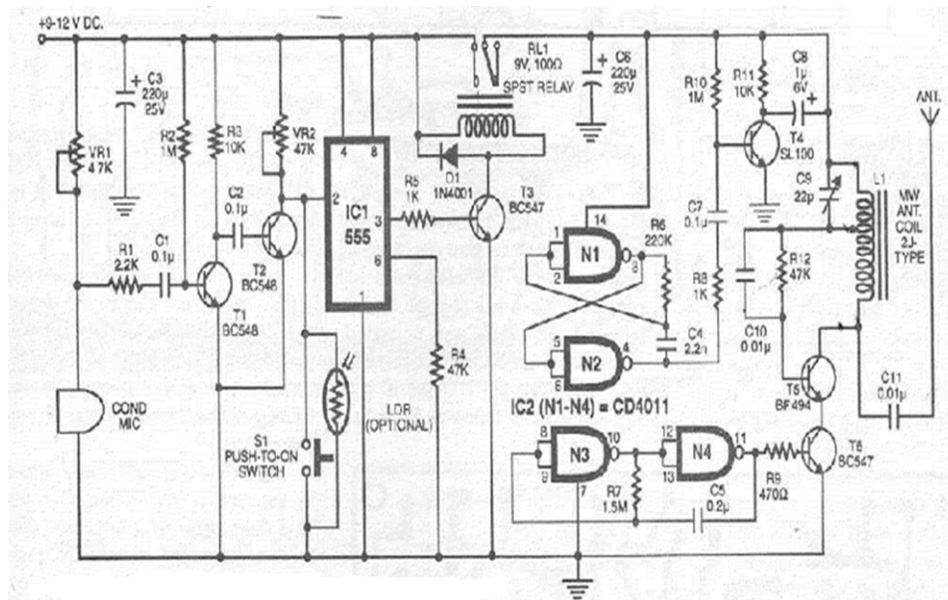 +9-12 V DC.
C3
220µ
25V
VR1
47K
R2
1M
R3
10K
VR2
47K
C2
0.1µ
R1
2.2K
C1
0.1µ
T2
BC548
T1
BC548
COND
MIC
S1
PUSH-TO-ON
SWITCH
LDR
(OPTIONAL)
4
8
2
IC1
555
3
6
1
R5
1K
R4
47K
RL1
9V, 100Ω
SPST RELAY
D1
1N4001
T3
BC547
C6
220µ
25V
14
1
2
N1
3
R6
220K
5
6
N2
4
C4
2.2n
IC2 (N1-N4) = CD4011
8
9
N3
10
7
R7
1.5M
12
13
N4
11
C5
0.2µ
R9
470Ω
R10
1M
R11
10K
C8
1µ
6V
T4
SL100
C7
0.1µ
R8
1K
C9
22p
R12
47K
C10
0.01µ
L1
MW
ANT.
COIL
2J-
TYPE
ANT.
T5
BF494
C11
0.01µ
T6
BC547